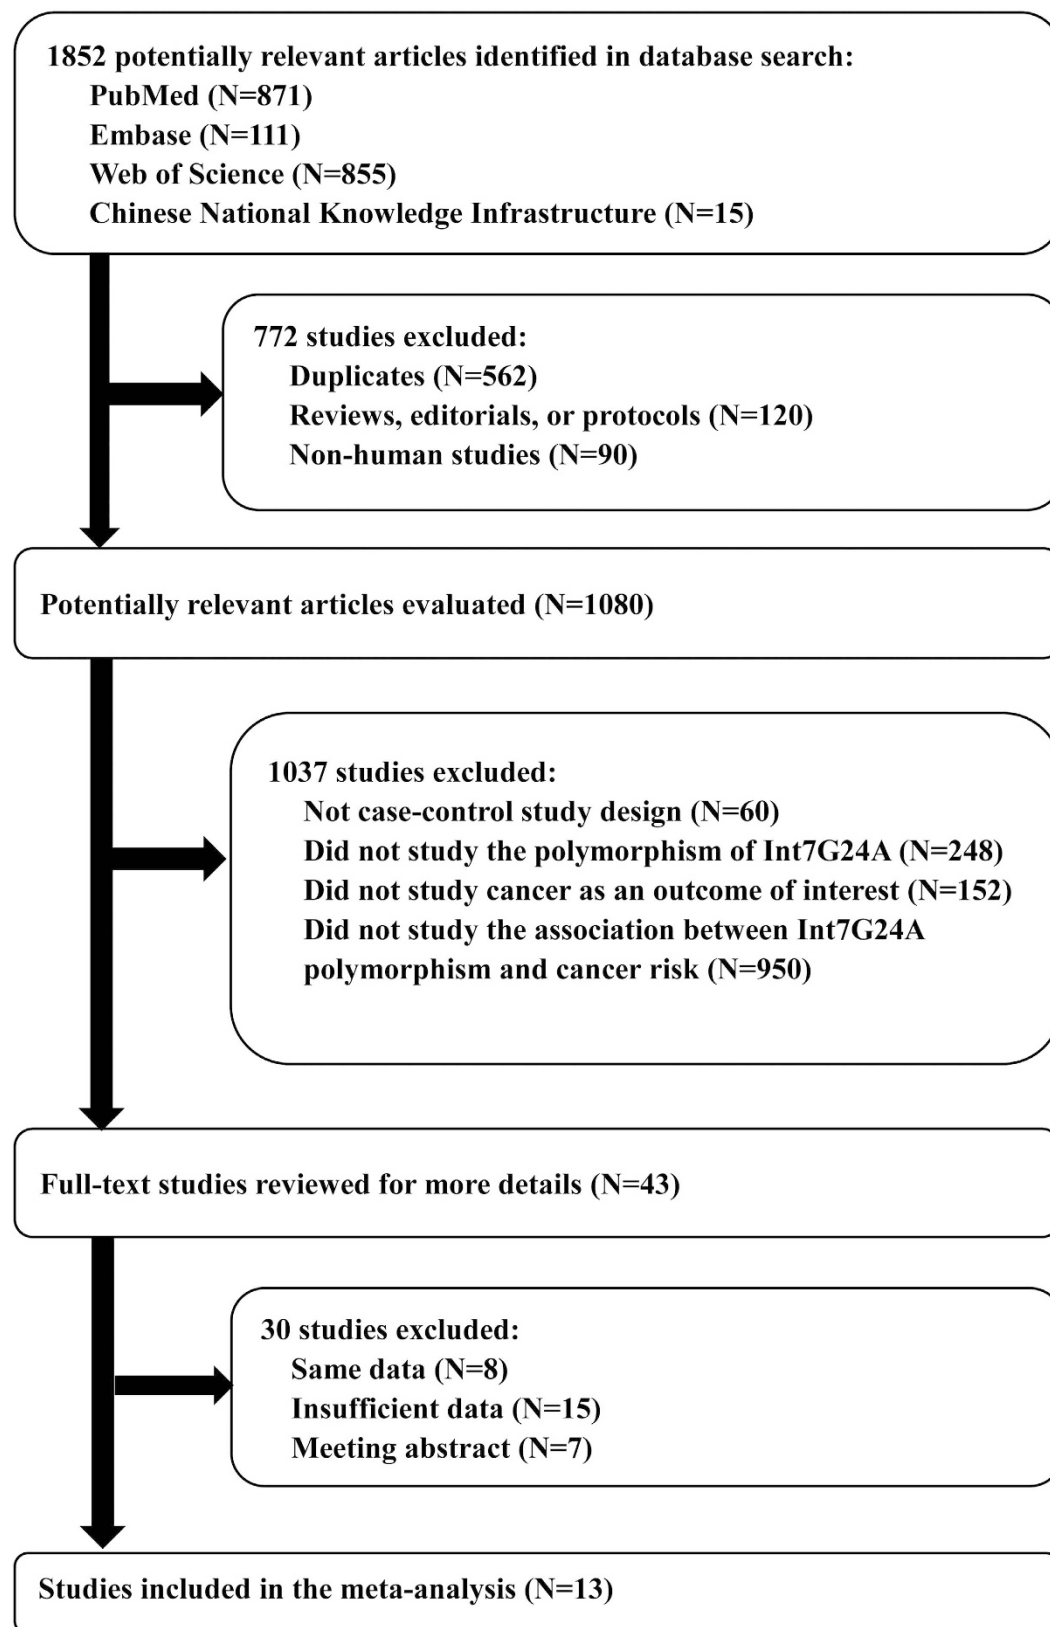 1852 potentially relevant articles identified in database search:
PubMed (N=871)
Embase (N=111)
Web of Science (N=855)
Chinese National Knowledge Infrastructure (N=15)
772 studies excluded:
Duplicates (N=562)
Reviews, editorials, or protocols (N=120)
Non-human studies (N=90)
Potentially relevant articles evaluated (N=1080)
1037 studies excluded:
Not case-control study design (N=60)
Did not study the polymorphism of Int7G24A (N=248)
Did not study cancer as an outcome of interest (N=152)
Did not study the association between Int7G24A
polymorphism and cancer risk (N=950)
Full-text studies reviewed for more details (N=43)
30 studies excluded:
Same data (N=8)
Insufficient data (N=15)
Meeting abstract (N=7)
Studies included in the meta-analysis (N=13)